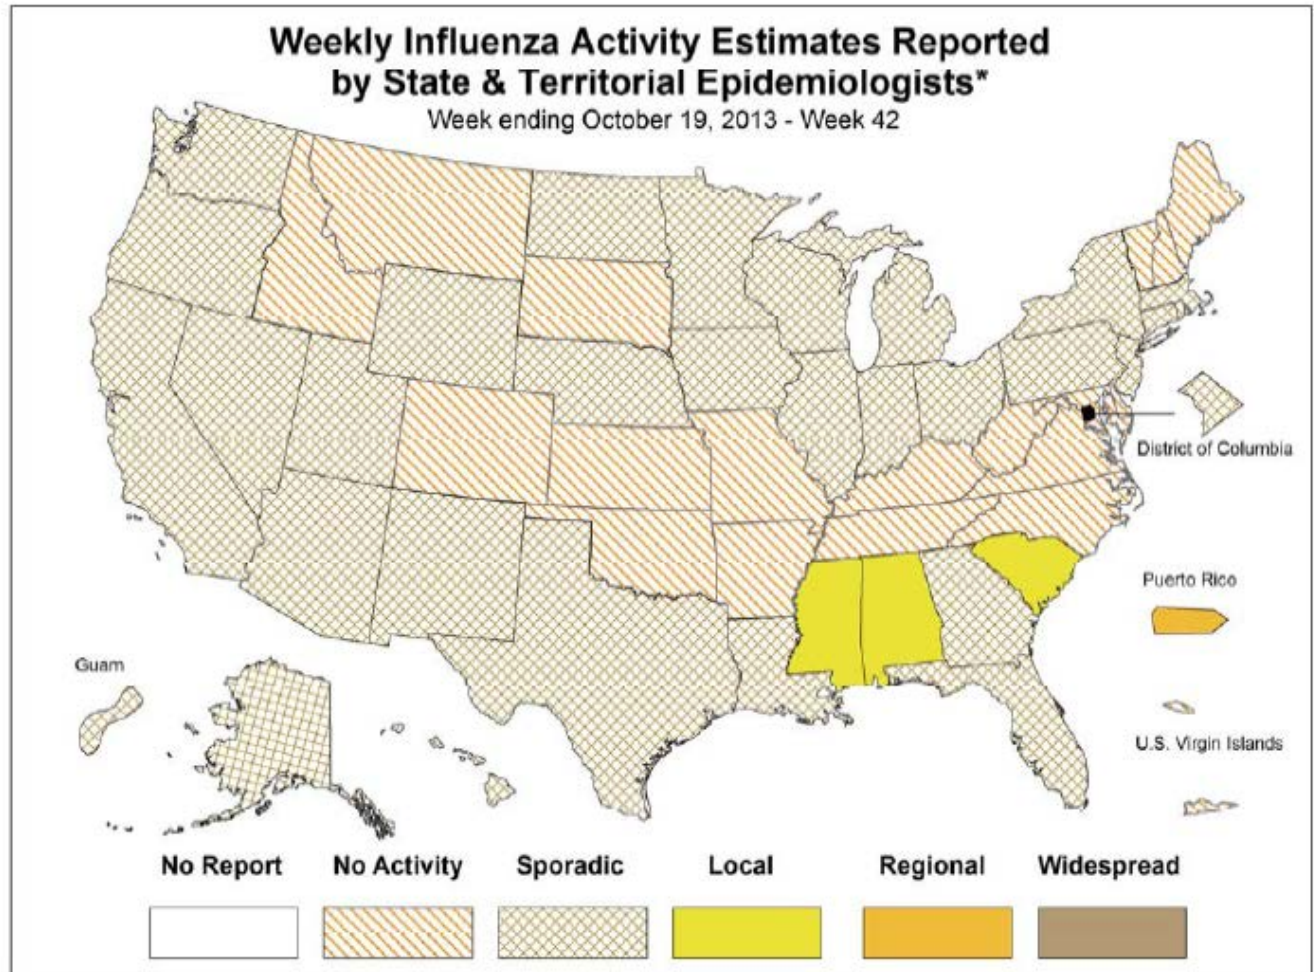 Weekly Influenza Activity Estimates Reported
by State & Territorial Epidemiologists*
Week ending October 19, 2013 - Week 42
District of Columbia
Puerto Rico
Guam
U.S. Virgin Islands
No Report No Activity Sporadic Local Regional Widespread